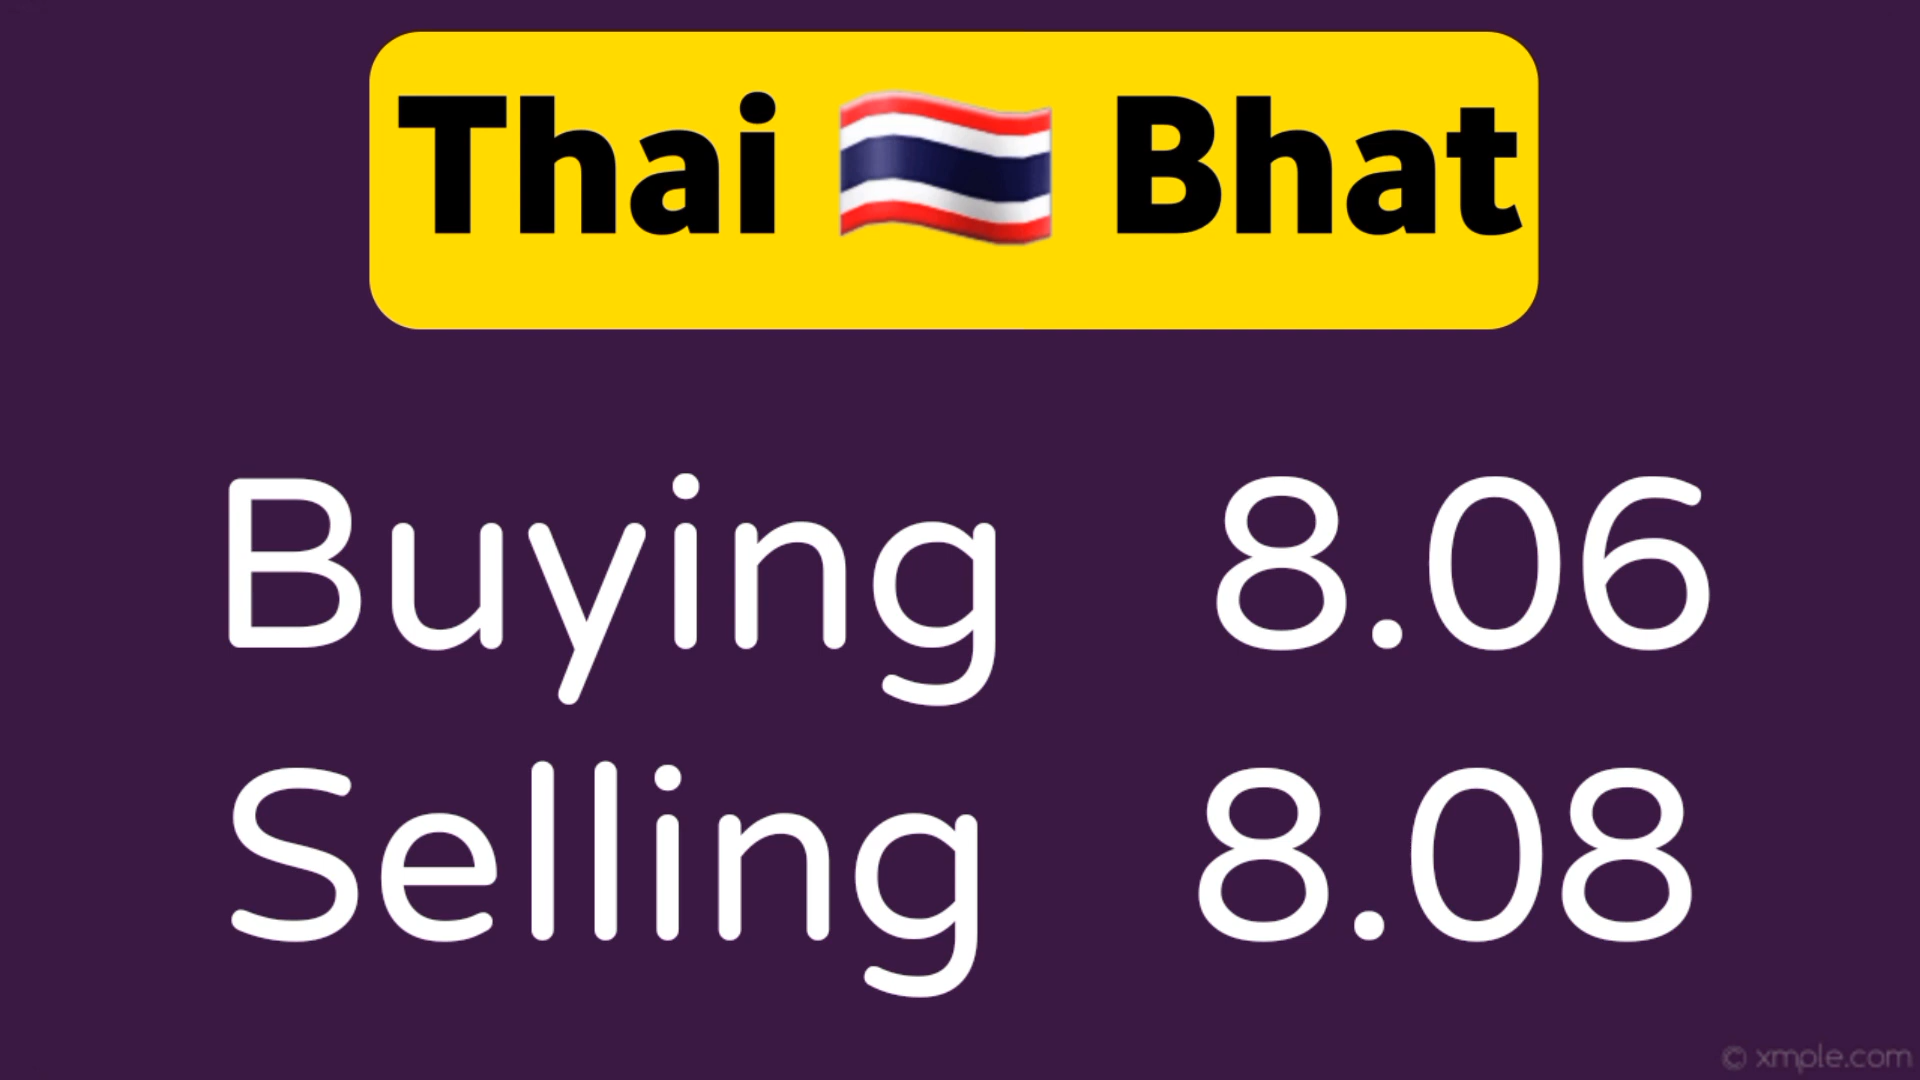 Thai 🇹🇭 Bhat
Buying 8.06
Selling 8.08
© xmple.com